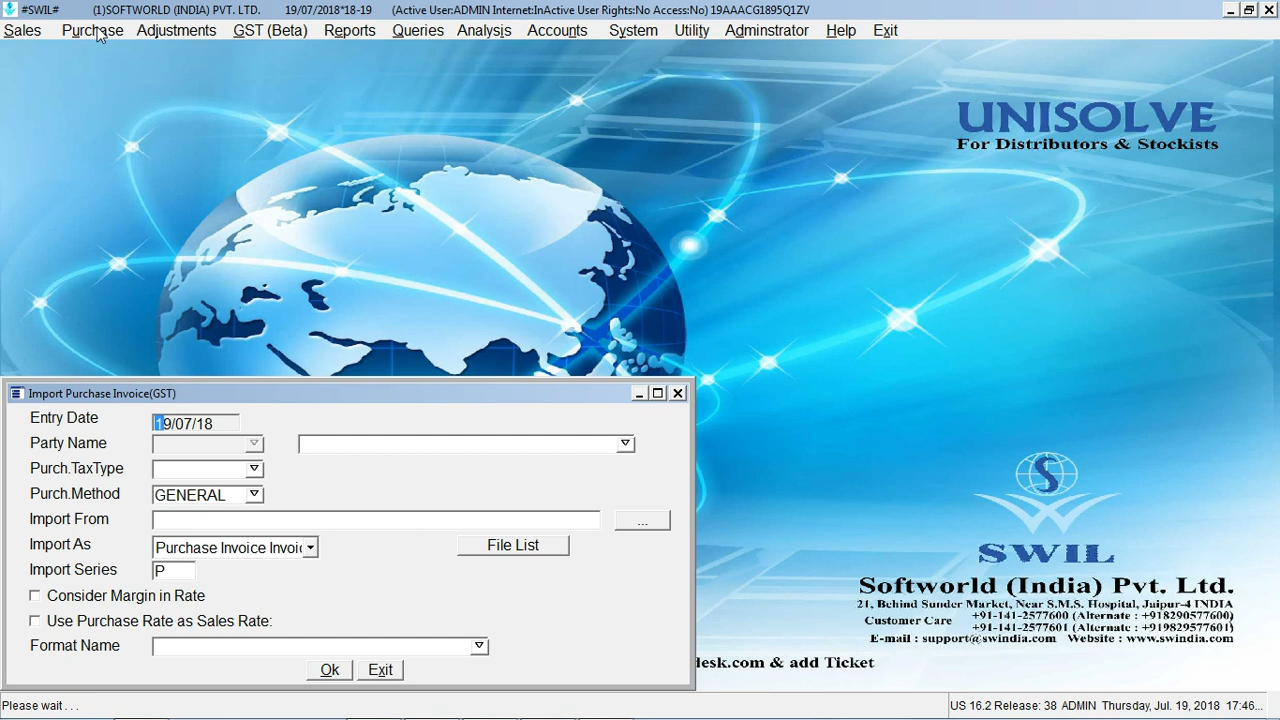 #SWIL# (1)SOFTWORLD (INDIA) PVT. LTD. 19/07/2018*18-19 (Active User:ADMIN Internet:InActive User Rights:No Access:No) 19AAACG1895Q1ZV
Sales Purchase Adjustments GST (Beta) Reports Queries Analysis Accounts System Utility Adminstrator Help Exit
UNISOLVE
For Distributors & Stockists
Import Purchase Invoice(GST)
Entry Date 19/07/18
Party Name
Purch.TaxType
Purch.Method GENERAL
Import From ...
Import As Purchase Invoice Invoic File List
Import Series P
Consider Margin in Rate
Use Purchase Rate as Sales Rate:
Format Name
Ok Exit
S
SWIL
Softworld (India) Pvt. Ltd.
21, Behind Sunder Market, Near S.M.S. Hospital, Jaipur-4 INDIA
Customer Care +91-141-2577600 (Alternate : +918290577600)
+91-141-2577601 (Alternate : +919829577601)
E-mail : support@swindia.com Website : www.swindia.com
desk.com & add Ticket
Please wait . . . US 16.2 Release: 38 ADMIN Thursday, Jul. 19, 2018 17:46...